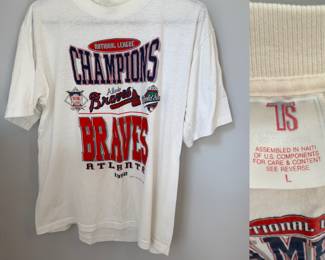 NATIONAL LEAGUE
CHAMPIONS
Braves
BRAVES
ATLANTA
TS
ASSEMBLED IN HAITI
OF U.S. COMPONENTS
FOR CARE & CONTENT
SEE REVERSE
L